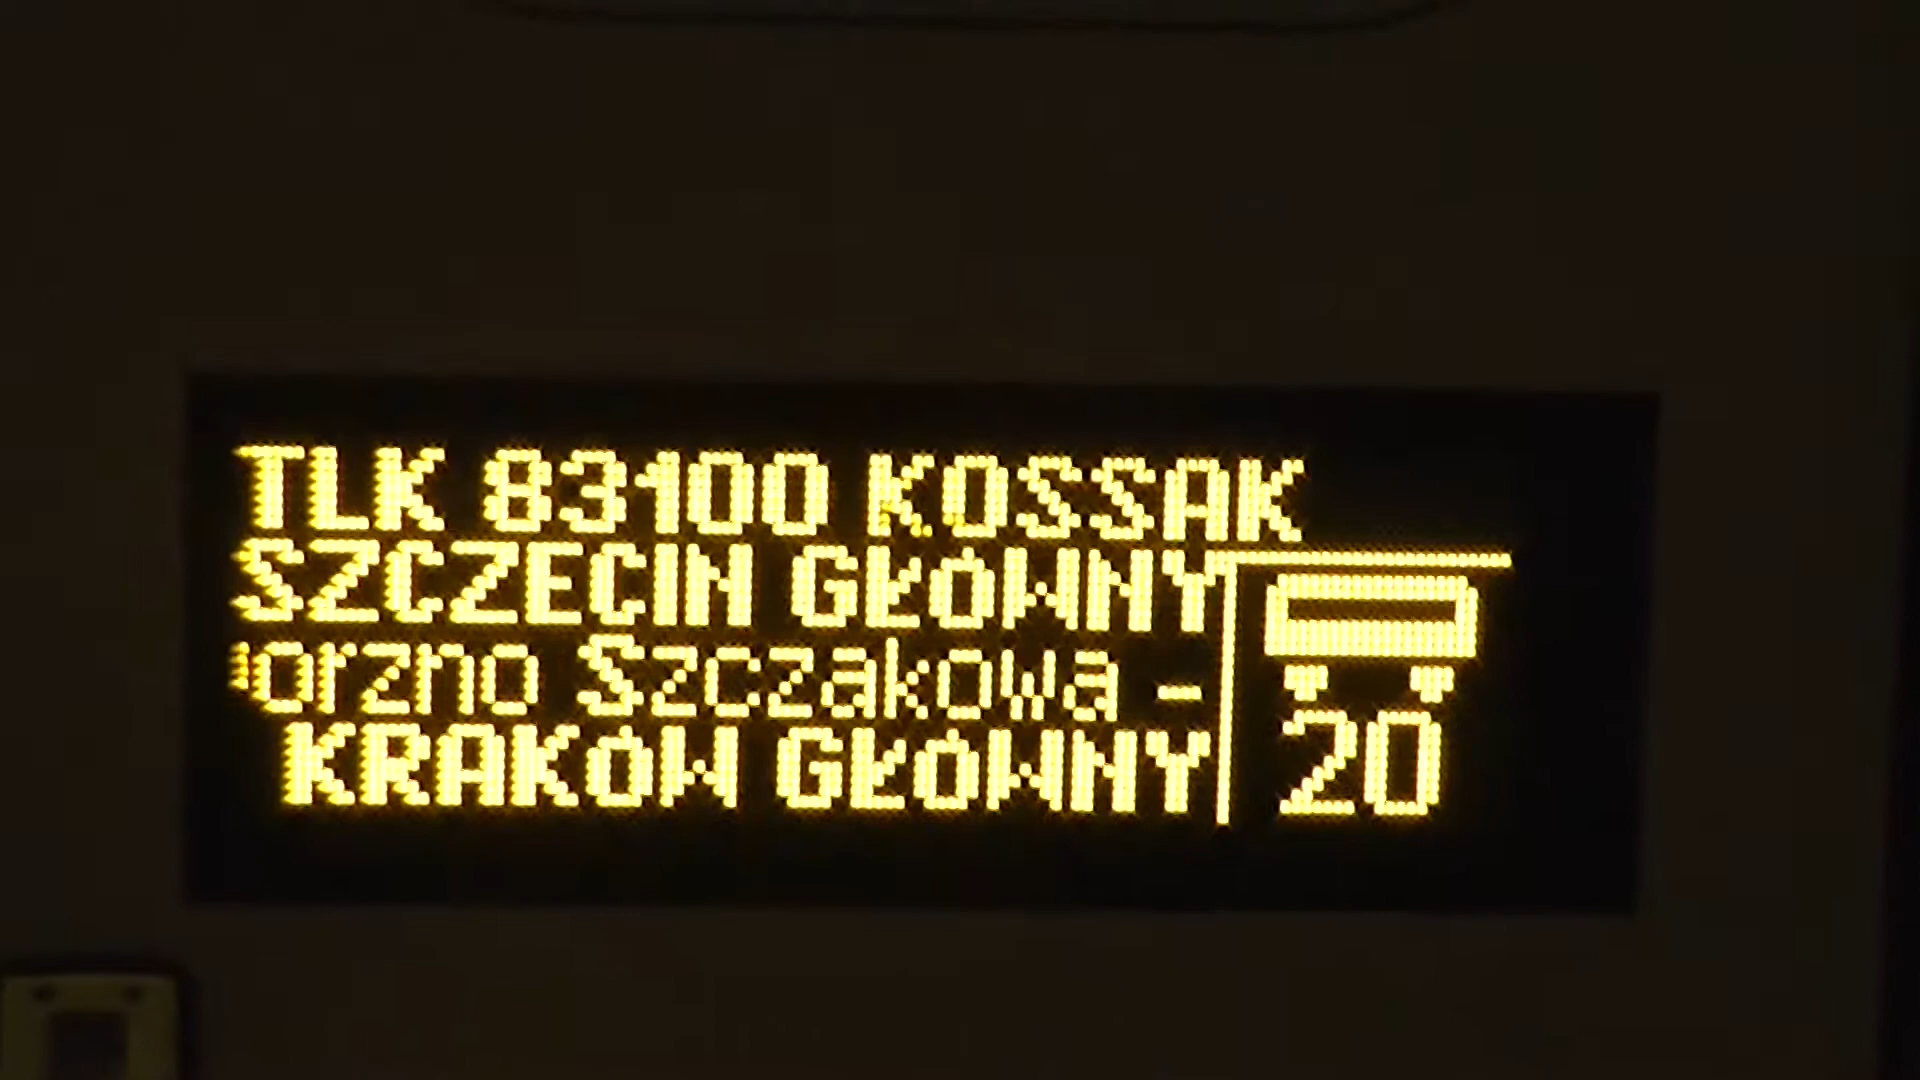 TLK 83100 KOSSAK
SZCZECIN GŁÓWNY
orzno Szczakowa -
KRAKÓW GŁÓWNY
20